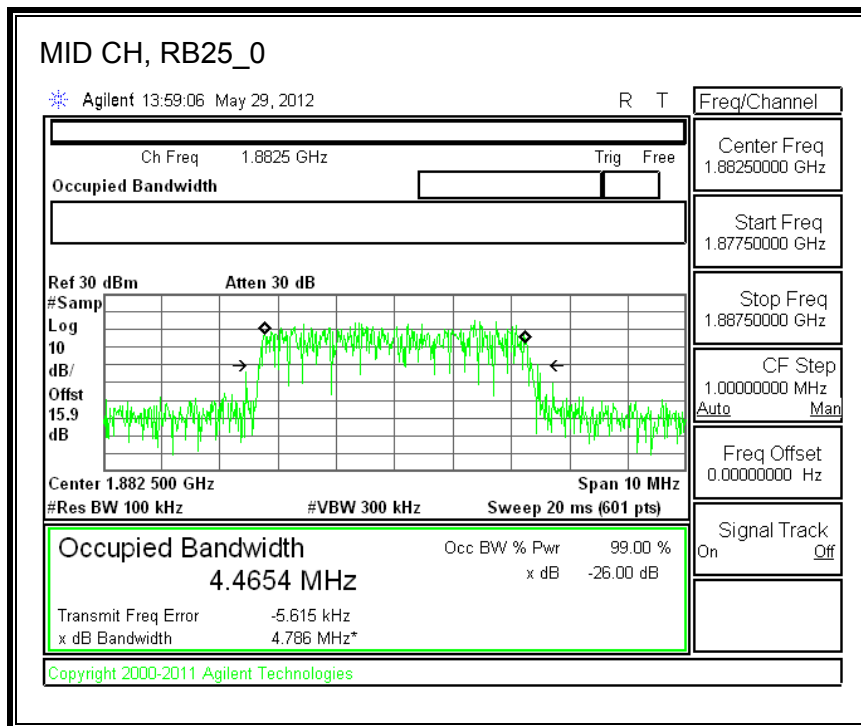 MID CH, RB25_0
Agilent 13:59:06 May 29, 2012 R T
Freq/Channel
Ch Freq 1.8825 GHz Trig Free
Occupied Bandwidth
Center Freq
1.88250000 GHz
Start Freq
1.87750000 GHz
Stop Freq
1.88750000 GHz
CF Step
1.00000000 MHz
Auto Man
Freq Offset
0.00000000 Hz
Signal Track
On Off
Ref 30 dBm Atten 30 dB
#Samp
Log
10
dB/
Offst
15.9
dB
Center 1.882 500 GHz Span 10 MHz
#Res BW 100 kHz #VBW 300 kHz Sweep 20 ms (601 pts)
Occupied Bandwidth Occ BW % Pwr 99.00 %
4.4654 MHz x dB -26.00 dB
Transmit Freq Error -5.615 kHz
x dB Bandwidth 4.786 MHz*
Copyright 2000-2011 Agilent Technologies